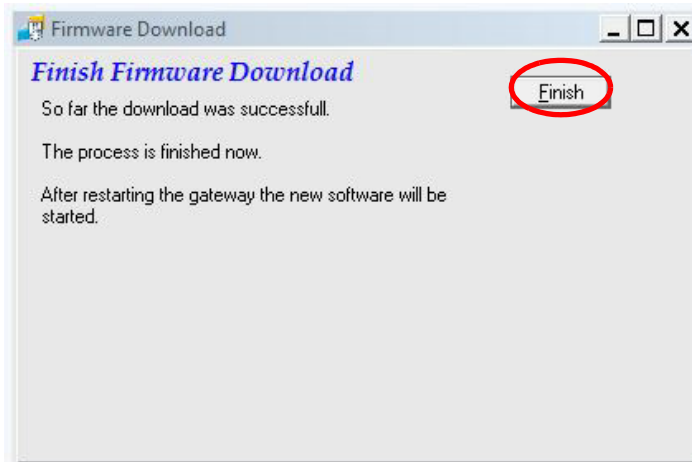 Firmware Download
Finish Firmware Download
Finish
So far the download was successfull.
The process is finished now.
After restarting the gateway the new software will be
started.